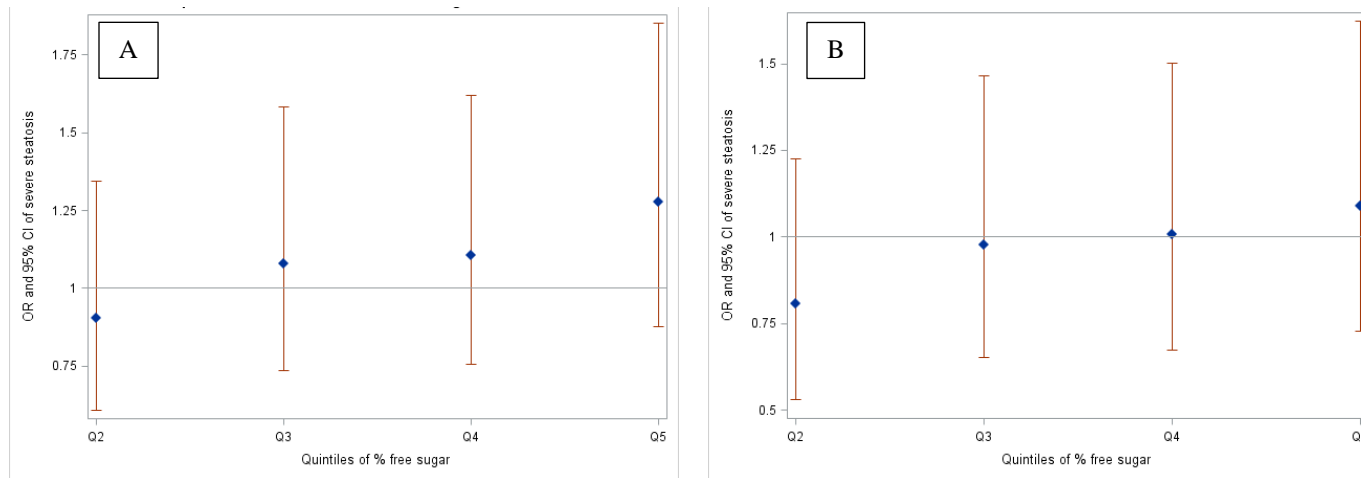 A
OR and 95% CI of severe steatosis
1.75
1.5
1.25
1
0.75
Q2 Q3 Q4 Q5
Quintiles of % free sugar
B
OR and 95% CI of severe steatosis
1.5
1.25
1
0.75
0.5
Q2 Q3 Q4
Quintiles of % free sugar